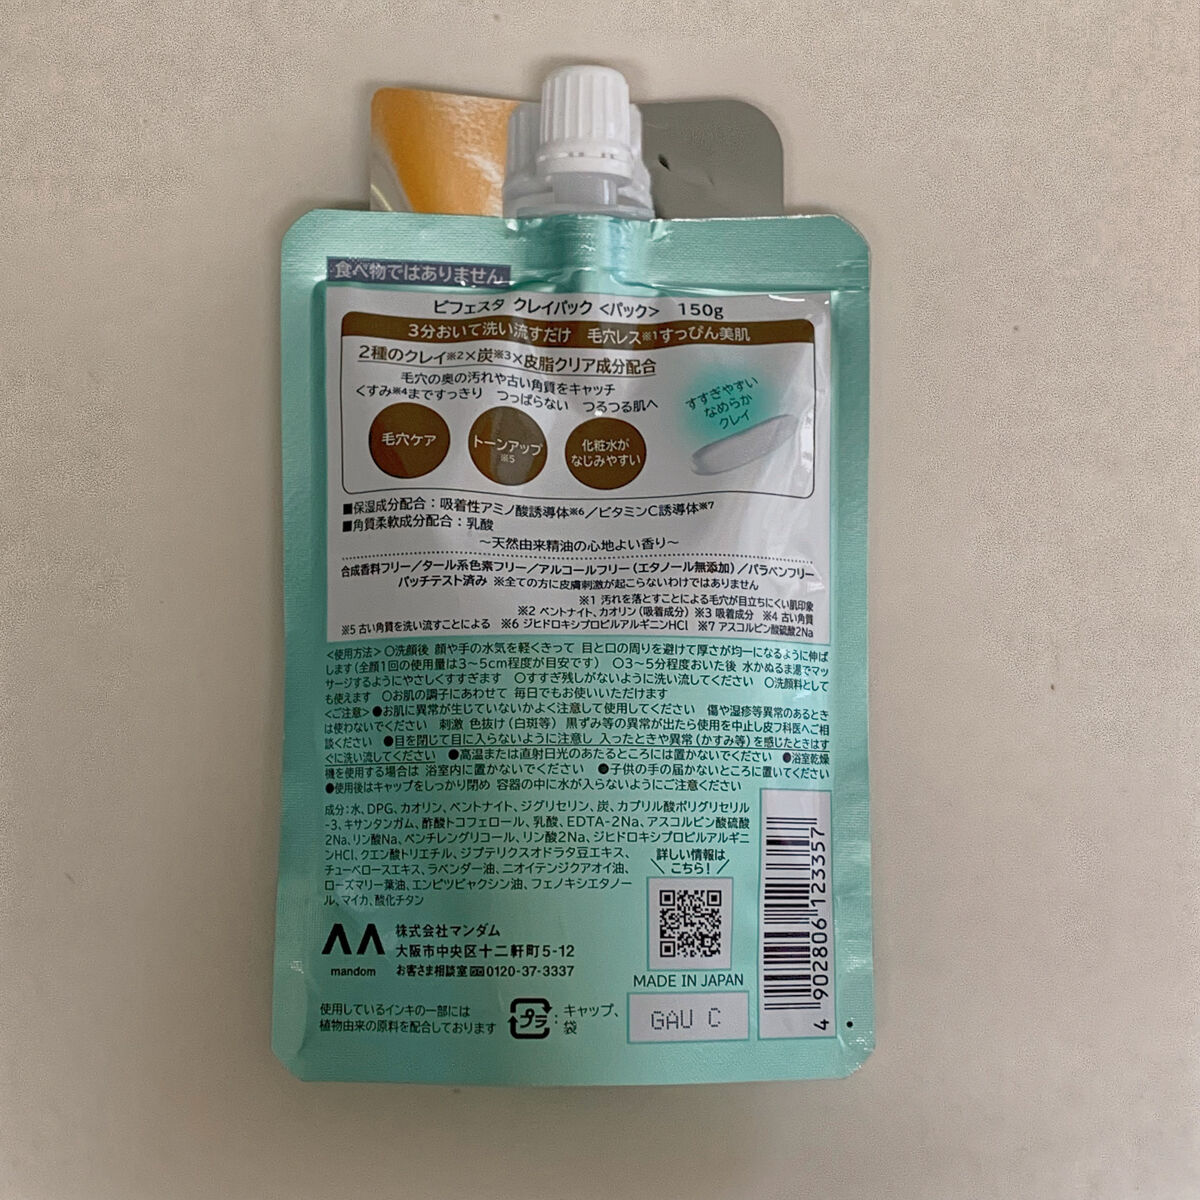 食べ物ではありません
ビフェスタ クレイパック <パック> 150g
3分おいて洗い流すだけ 毛穴レス※1すっぴん美肌
2種のクレイ※2×炭※3×皮脂クリア成分配合
毛穴の奥の汚れや古い角質をキャッチ
くすみ※4まですっきり つっぱらない つるつる肌へ
すすぎやすい
なめらか
クレイ
毛穴ケア
トーンアップ
※5
化粧水が
なじみやすい
■保湿成分配合:吸着性アミノ酸誘導体※6/ビタミンC誘導体※7
■角質柔軟成分配合:乳酸
~天然由来精油の心地よい香り~
合成香料フリー/タール系色素フリー/アルコールフリー(エタノール無添加)/パラベンフリー
パッチテスト済み ※全ての方に皮膚刺激が起こらないわけではありません
※1 汚れを落とすことによる毛穴が目立ちにくい肌印象
※2 ベントナイト、カオリン(吸着成分) ※3 吸着成分 ※4 古い角質
※5 古い角質を洗い流すことによる ※6 ジヒドロキシプロピルアルギニンHCl ※7 アスコルビン酸硫酸2Na
<使用方法> ○洗顔後 顔や手の水気を軽くきって 目と口の周りを避けて厚さが均一になるように伸ば
します(全顔1回の使用量は3~5cm程度が目安です) ○3~5分程度おいた後 水かぬるま湯でマッ
サージするようにやさしくすすぎます ○すすぎ残しがないように洗い流してください ○洗顔料として
も使えます ○お肌の調子にあわせて 毎日でもお使いいただけます
<ご注意> ●お肌に異常が生じていないかよく注意して使用してください 傷や湿疹等異常のあるとき
は使わないでください 刺激 色抜け(白斑等) 黒ずみ等の異常が出たら使用を中止し皮フ科医へご相
談ください ●目を閉じて目に入らないように注意し 入ったときや異常(かすみ等)を感じたときはす
ぐに洗い流してください ●高温または直射日光のあたるところには置かないでください ●浴室乾燥
機を使用する場合は 浴室内に置かないでください ●子供の手の届かないところに置いてください
●使用後はキャップをしっかり閉め 容器の中に水が入らないようにご注意ください
成分:水、DPG、カオリン、ベントナイト、ジグリセリン、炭、カプリル酸ポリグリセリル
-3、キサンタンガム、酢酸トコフェロール、乳酸、EDTA-2Na、アスコルビン酸硫酸
2Na、リン酸Na、ペンチレングリコール、リン酸2Na、ジヒドロキシプロピルアルギニ
ンHCl、クエン酸トリエチル、ジプテリクスオドラタ豆エキス、
チューベロースエキス、ラベンダー油、ニオイテンジクアオイ油、
ローズマリー葉油、エンピツビャクシン油、フェノキシエタノー
ル、マイカ、酸化チタン
詳しい情報は
こちら!
mandom
株式会社マンダム
大阪市中央区十二軒町5-12
お客さま相談室 0120-37-3337
MADE IN JAPAN
使用しているインキの一部には
植物由来の原料を配合しております
プラ
:キャップ、
袋
GAU C
4 902806 123357